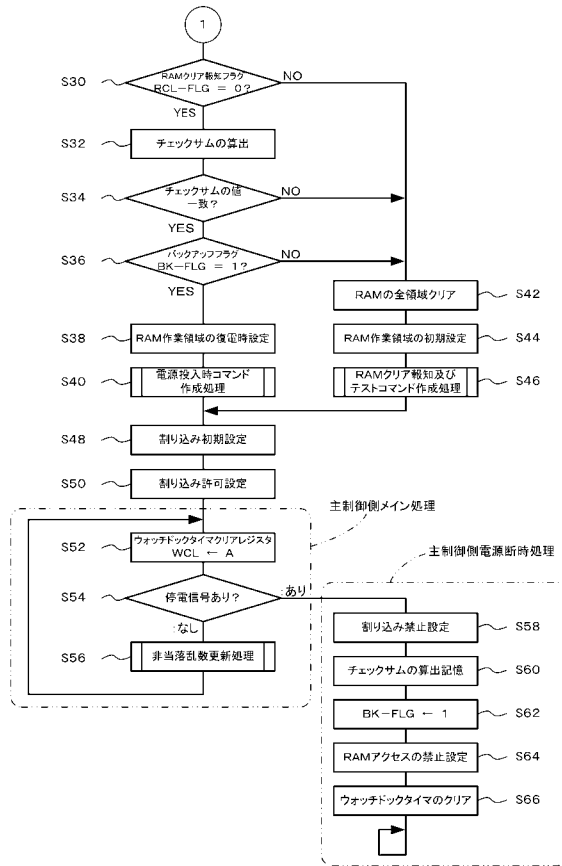 1
S30
RAMクリア報知フラグ
RCL-FLG = 0?
NO
YES
S32
チェックサムの算出
S34
チェックサムの値
一致?
NO
YES
S36
バックアップフラグ
BK-FLG = 1?
NO
YES
RAMの全領域クリア
S42
S38
RAM作業領域の復電時設定
RAM作業領域の初期設定
S44
S40
電源投入時コマンド
作成処理
RAMクリア報知及び
テストコマンド作成処理
S46
S48
割り込み初期設定
S50
割り込み許可設定
主制御側メイン処理
S52
ウォッチドックタイマクリアレジスタ
WCL ← A
主制御側電源断時処理
S54
停電信号あり?
あり
なし
S56
非当落乱数更新処理
割り込み禁止設定
S58
チェックサムの算出記憶
S60
BK-FLG ← 1
S62
RAMアクセスの禁止設定
S64
ウォッチドックタイマのクリア
S66